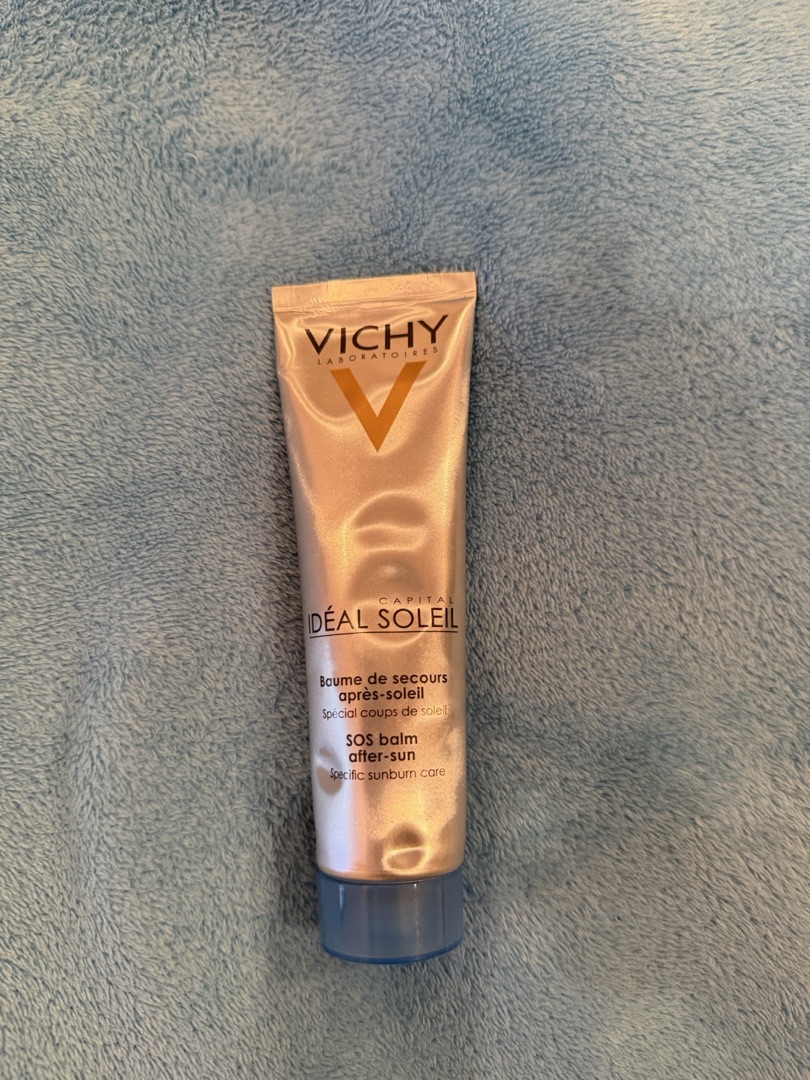 VICHY
LABORATOIRES
V
CAPITAL
IDÉAL SOLEIL
Baume de secours
après-soleil
Spécial coups de soleil
SOS balm
after-sun
Specific sunburn care